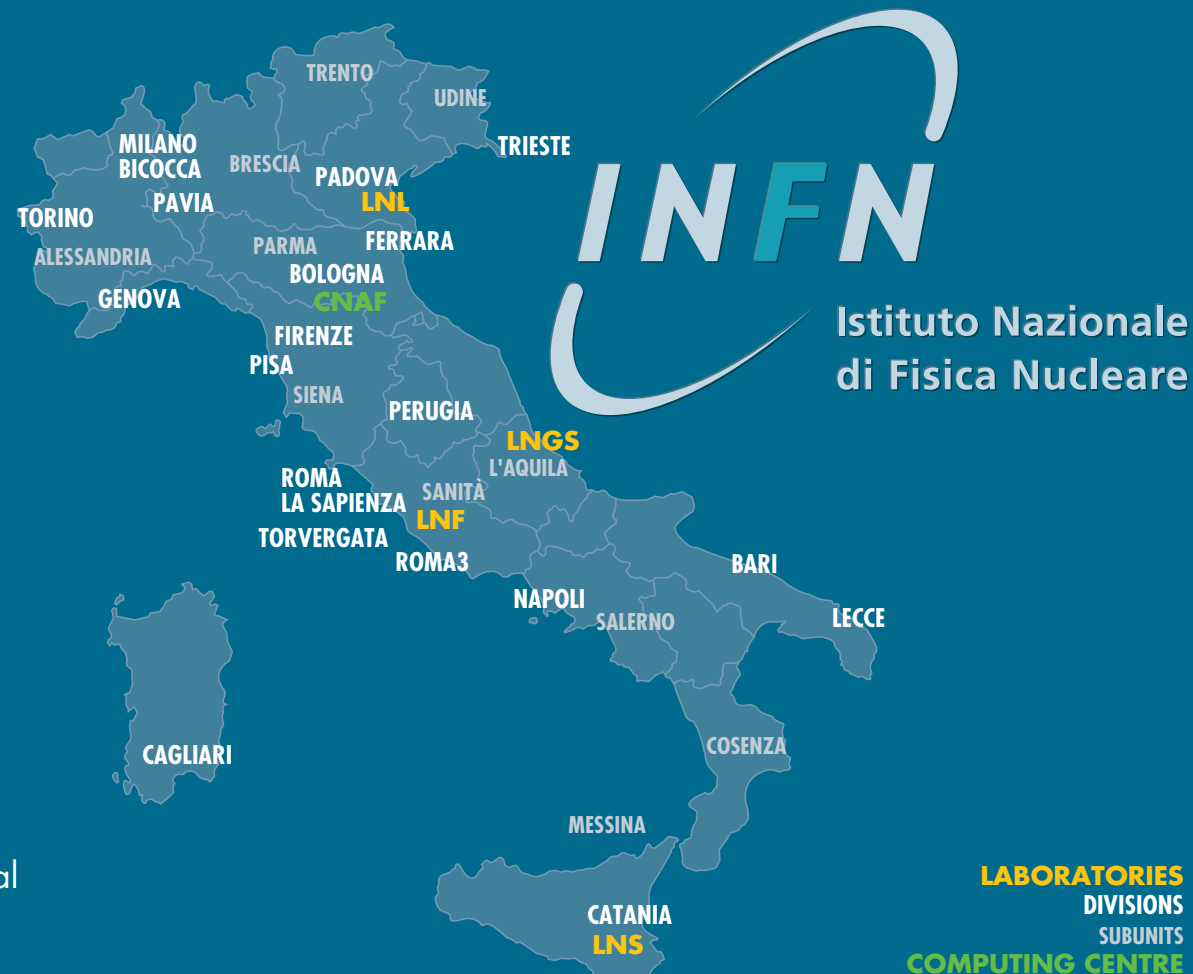 TRENTO
UDINE
TRIESTE
MILANO
BICOCCA
BRESCIA
PADOVA
LNL
PAVIA
TORINO
FERRARA
PARMA
ALESSANDRIA
BOLOGNA
CNAF
GENOVA
FIRENZE
PISA
SIENA
PERUGIA
INFN
Istituto Nazionale
di Fisica Nucleare
LNGS
L'AQUILA
ROMA
LA SAPIENZA
SANITÀ
LNF
TORVERGATA
ROMA3
BARI
NAPOLI
SALERNO
LECCE
CAGLIARI
COSENZA
MESSINA
al
CATANIA
LNS
LABORATORIES
DIVISIONS
SUBUNITS
COMPUTING CENTRE